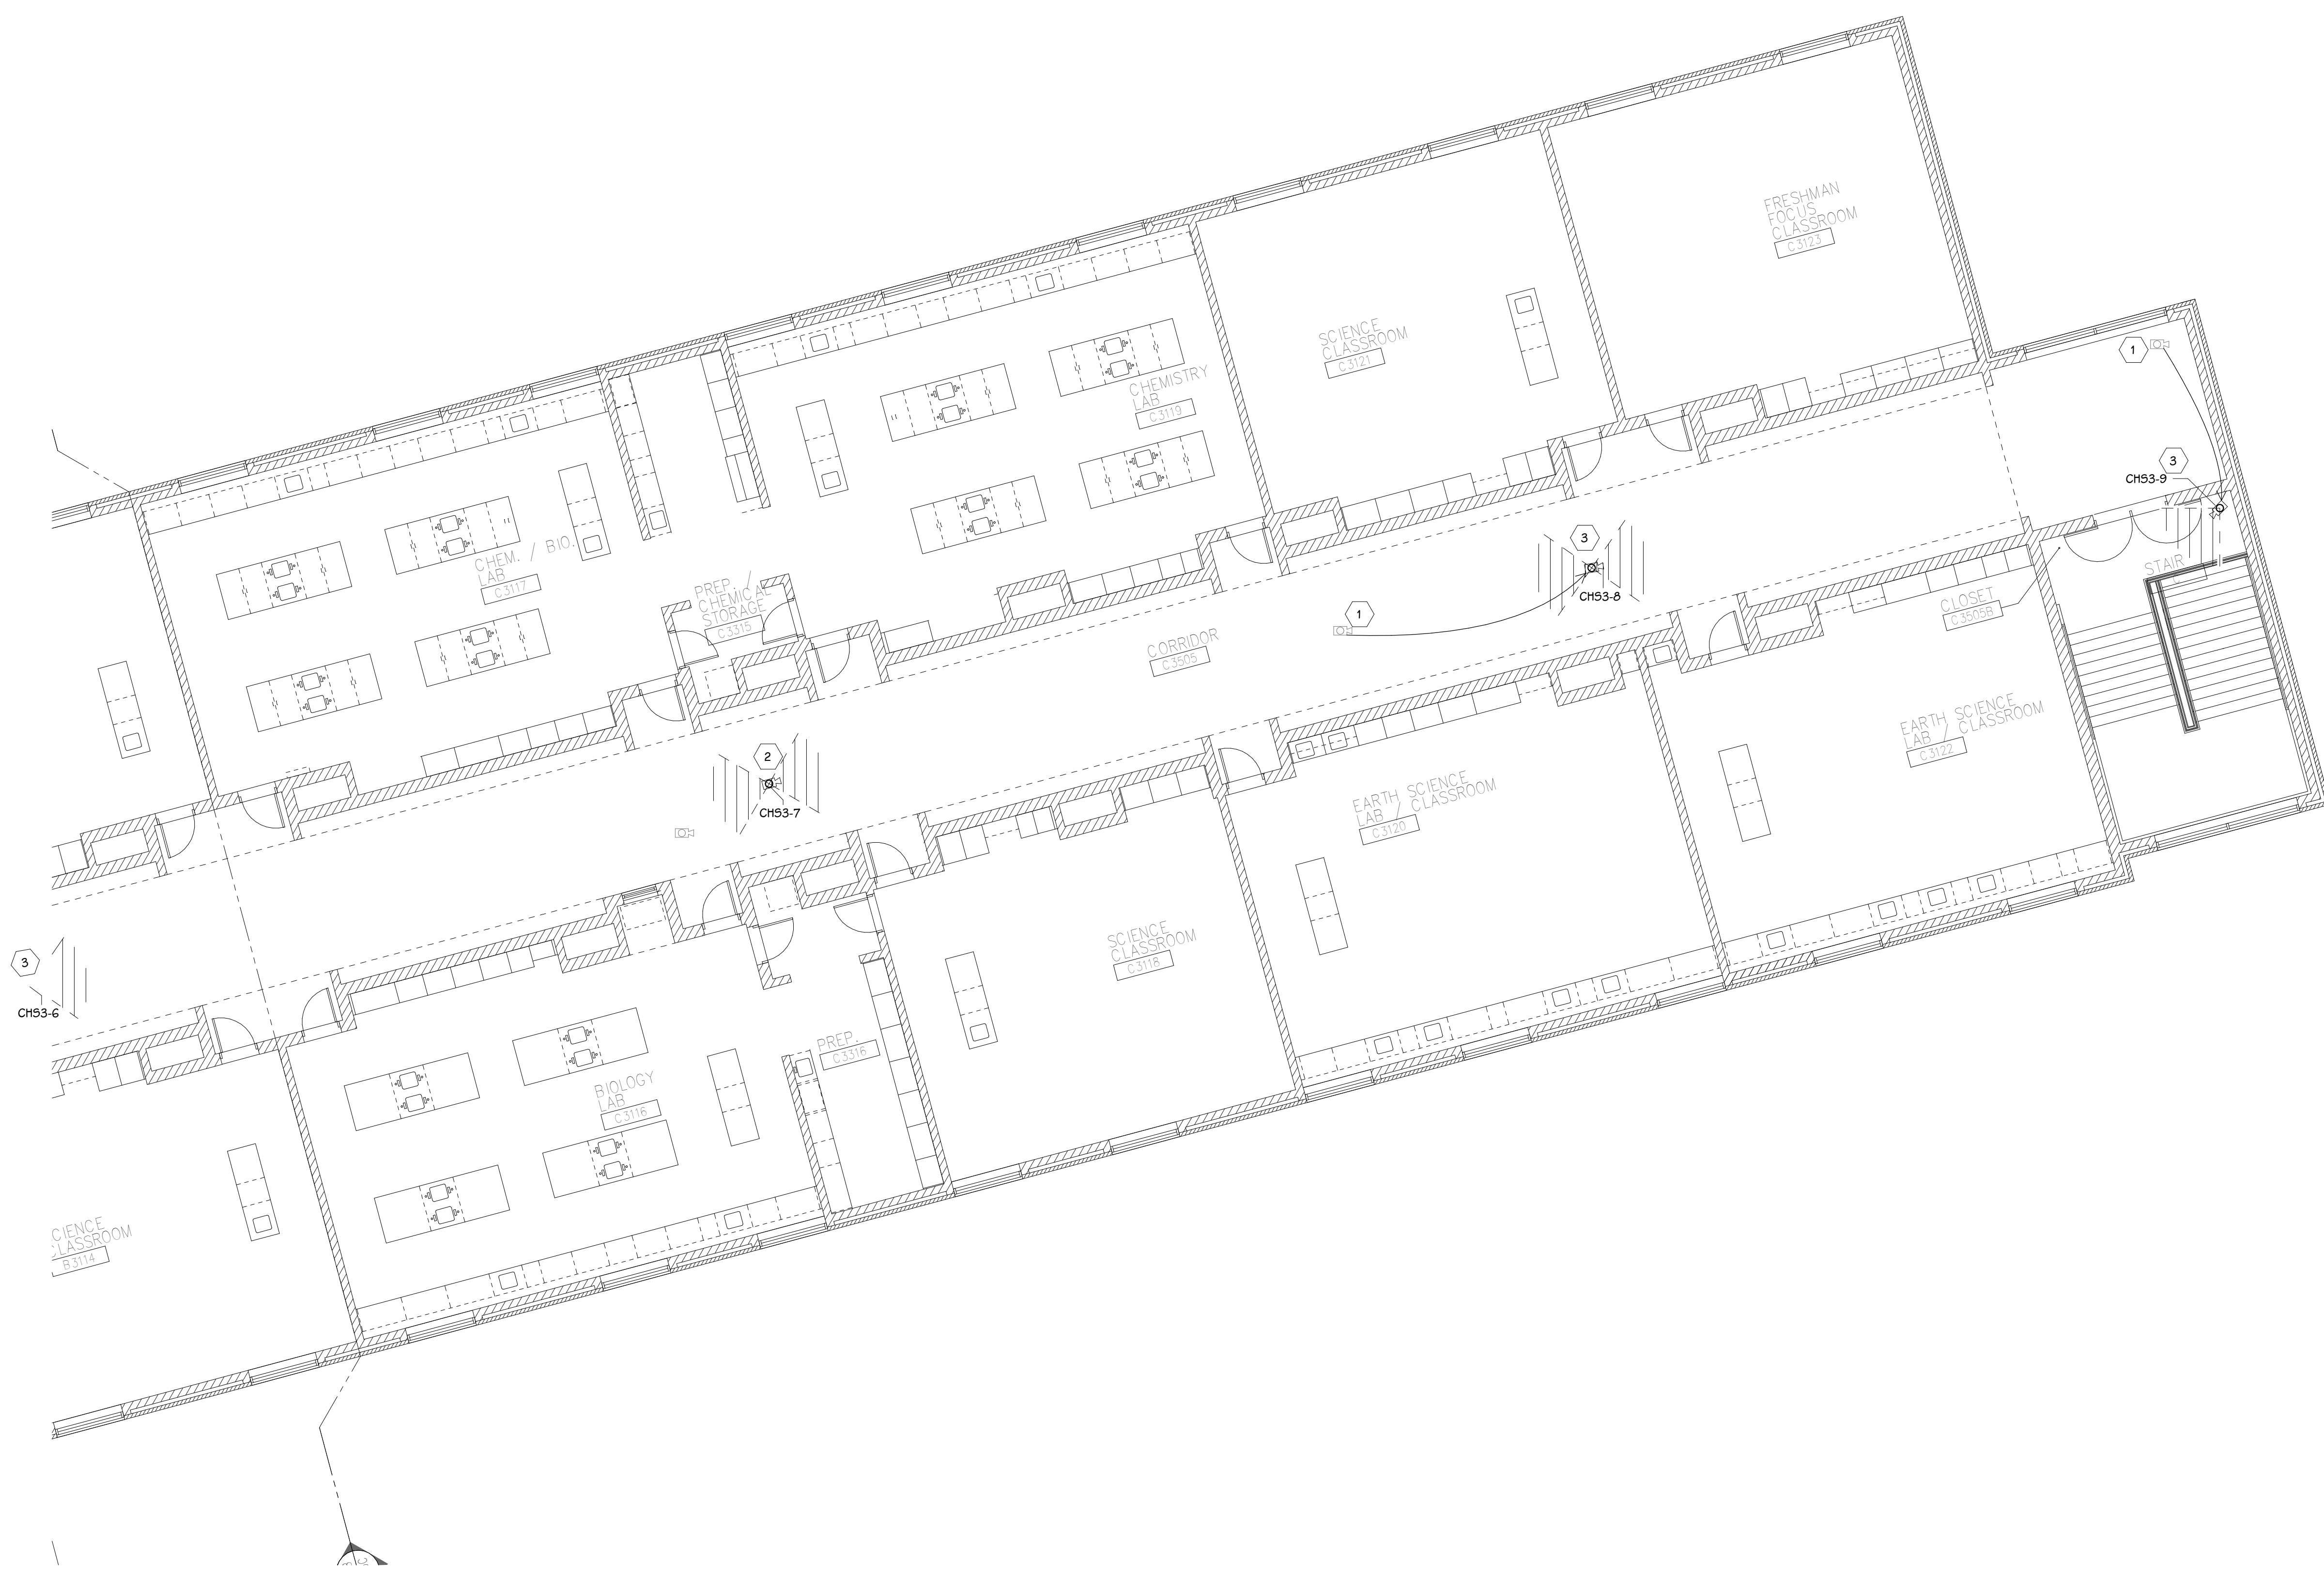 FRESHMAN
FOCUS
CLASSROOM
C3123
SCIENCE
CLASSROOM
C3121
1
CHEMISTRY
LAB
C3119
3
CHS3-9
CHEM. / BIO.
LAB
C3117
3
CHS3-8
STAIR
PREP. /
CHEMICAL
STORAGE
C3315
1
CLOSET
C3505B
CORRIDOR
C3505
2
CHS3-7
EARTH SCIENCE
LAB / CLASSROOM
C3122
EARTH SCIENCE
LAB / CLASSROOM
C3120
SCIENCE
CLASSROOM
C3118
3
CHS3-6
PREP.
C3316
BIOLOGY
LAB
C3116
CIENCE
CLASSROOM
B3114